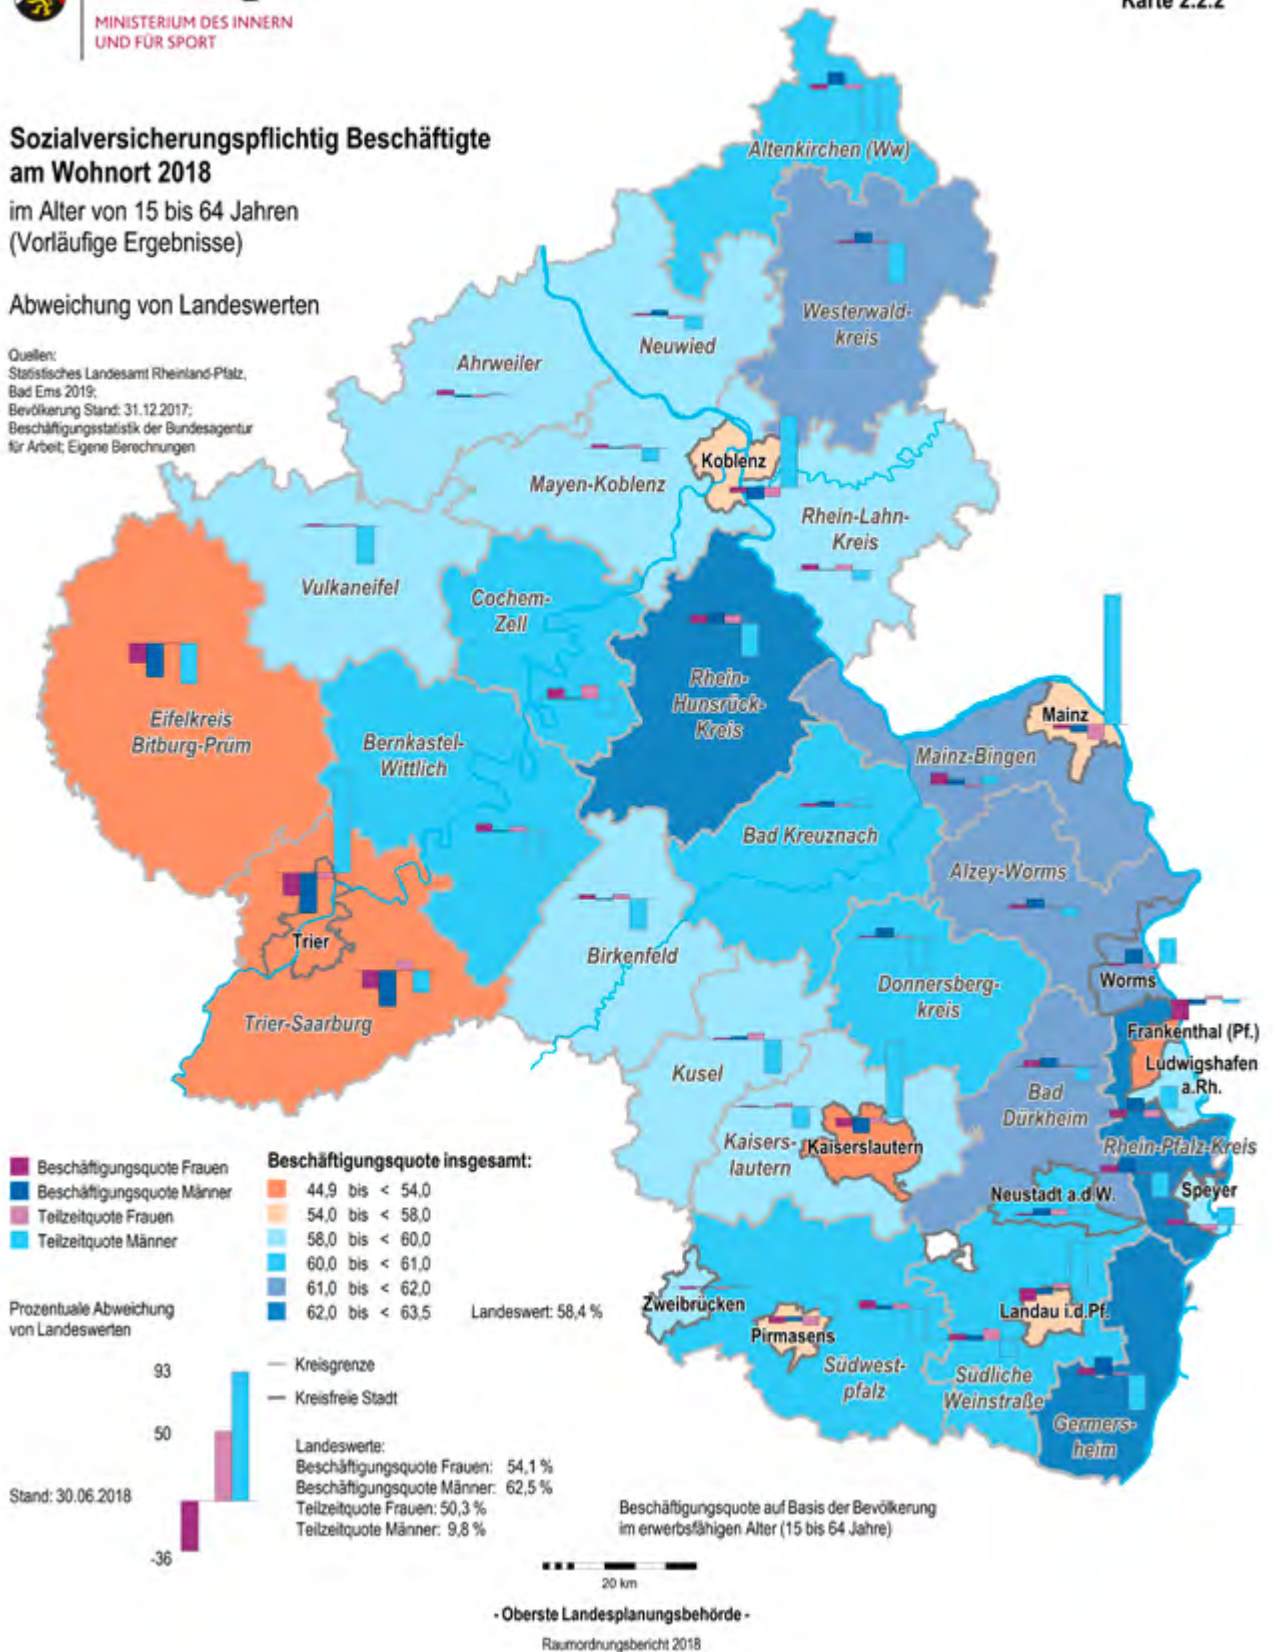 MINISTERIUM DES INNERN
UND FÜR SPORT
Karte 2.2.2
Sozialversicherungspflichtig Beschäftigte
am Wohnort 2018
im Alter von 15 bis 64 Jahren
(Vorläufige Ergebnisse)
Abweichung von Landeswerten
Quellen:
Statistisches Landesamt Rheinland-Pfalz,
Bad Ems 2019;
Bevölkerung Stand: 31.12.2017;
Beschäftigungsstatistik der Bundesagentur
für Arbeit; Eigene Berechnungen
Altenkirchen (Ww)
Westerwald-
kreis
Neuwied
Ahrweiler
Koblenz
Mayen-Koblenz
Rhein-Lahn-
Kreis
Vulkaneifel
Cochem-
Zell
Rhein-
Hunsrück-
Kreis
Eifelkreis
Bitburg-Prüm
Bernkastel-
Wittlich
Mainz
Mainz-Bingen
Bad Kreuznach
Alzey-Worms
Trier
Birkenfeld
Worms
Donnersberg-
kreis
Trier-Saarburg
Frankenthal (Pf.)
Ludwigshafen
a.Rh.
Kusel
Bad
Dürkheim
Kaisers-
lautern
Kaiserslautern
Rhein-Pfalz-Kreis
Neustadt a.d.W.
Speyer
Zweibrücken
Pirmasens
Landau i.d.Pf.
Südwest-
pfalz
Südliche
Weinstraße
Germers-
heim
Beschäftigungsquote Frauen
Beschäftigungsquote Männer
Teilzeitquote Frauen
Teilzeitquote Männer
Beschäftigungsquote insgesamt:
44,9 bis < 54,0
54,0 bis < 58,0
58,0 bis < 60,0
60,0 bis < 61,0
61,0 bis < 62,0
62,0 bis < 63,5
Landeswert: 58,4 %
Prozentuale Abweichung
von Landeswerten
93
50
-36
Kreisgrenze
Kreisfreie Stadt
Landeswerte:
Beschäftigungsquote Frauen: 54,1 %
Beschäftigungsquote Männer: 62,5 %
Teilzeitquote Frauen: 50,3 %
Teilzeitquote Männer: 9,8 %
Stand: 30.06.2018
Beschäftigungsquote auf Basis der Bevölkerung
im erwerbsfähigen Alter (15 bis 64 Jahre)
20 km
- Oberste Landesplanungsbehörde -
Raumordnungsbericht 2018